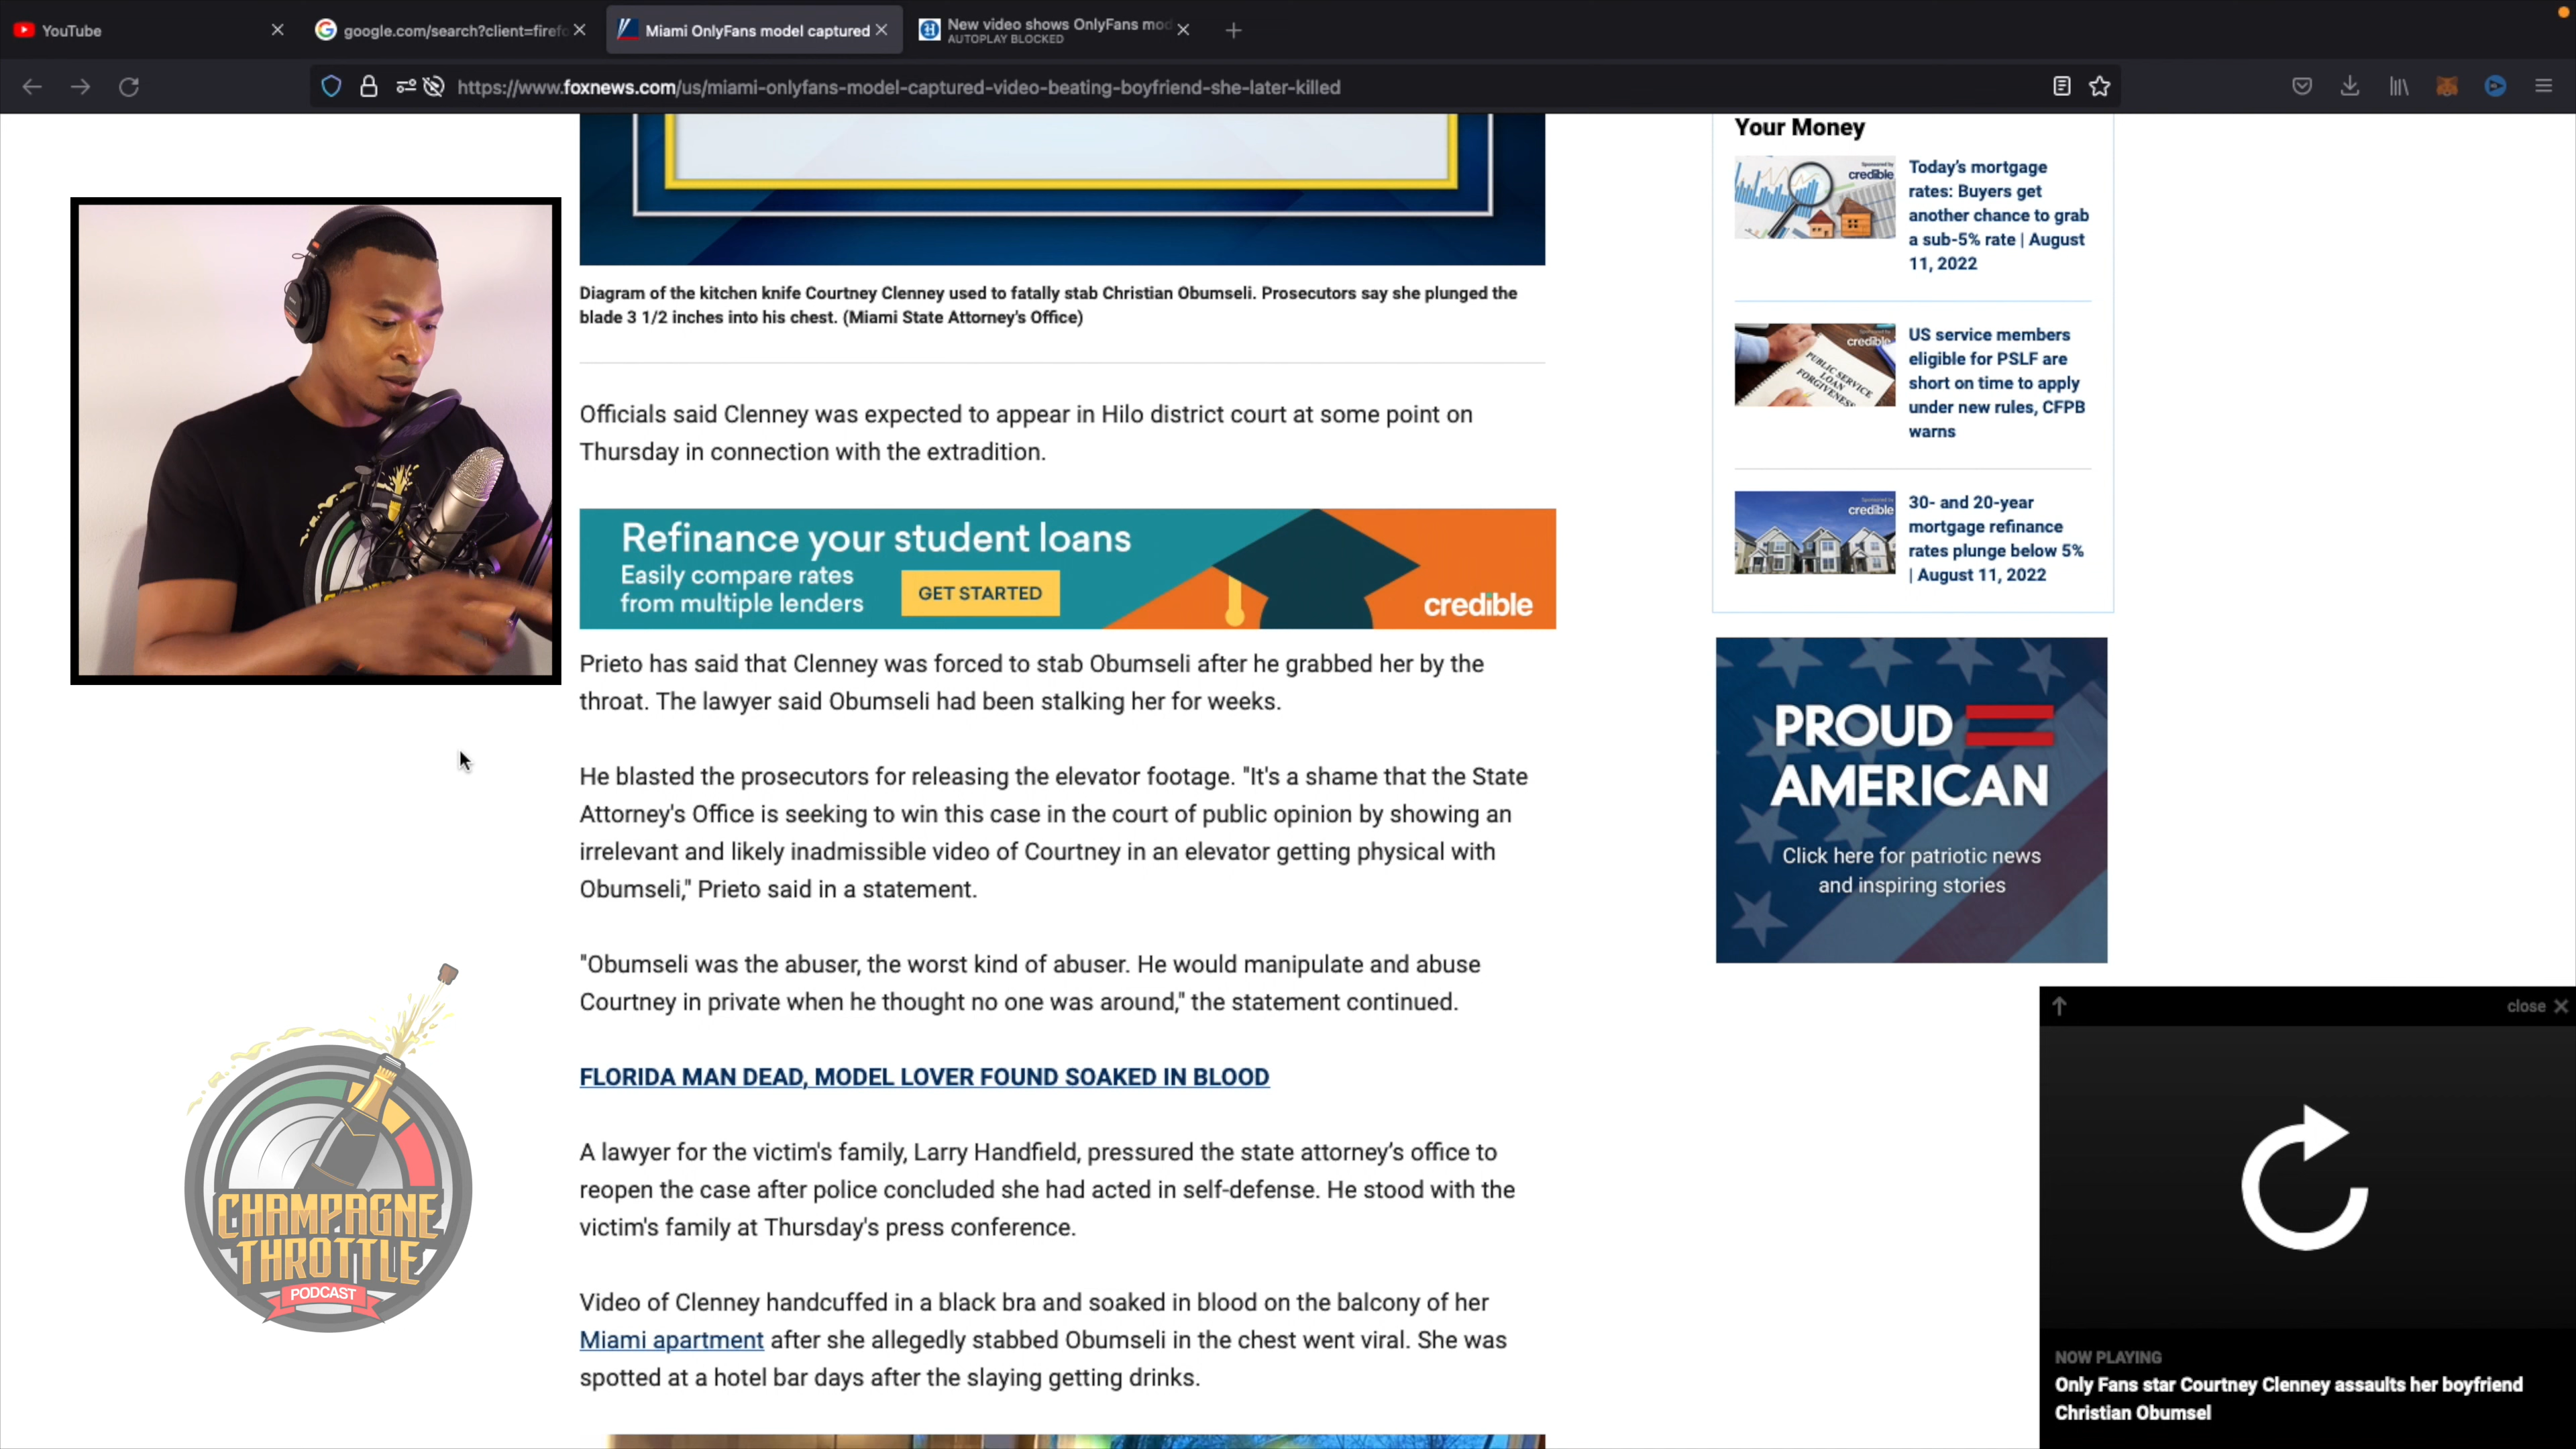 YouTube
google.com/search?client=firefo
Miami OnlyFans model captured
New video shows OnlyFans mod
AUTOPLAY BLOCKED
https://www.foxnews.com/us/miami-onlyfans-model-captured-video-beating-boyfriend-she-later-killed
Diagram of the kitchen knife Courtney Clenney used to fatally stab Christian Obumseli. Prosecutors say she plunged the
blade 3 1/2 inches into his chest. (Miami State Attorney's Office)
Officials said Clenney was expected to appear in Hilo district court at some point on
Thursday in connection with the extradition.
Refinance your student loans
Easily compare rates
from multiple lenders
GET STARTED
credible
Prieto has said that Clenney was forced to stab Obumseli after he grabbed her by the
throat. The lawyer said Obumseli had been stalking her for weeks.
He blasted the prosecutors for releasing the elevator footage. "It's a shame that the State
Attorney's Office is seeking to win this case in the court of public opinion by showing an
irrelevant and likely inadmissible video of Courtney in an elevator getting physical with
Obumseli," Prieto said in a statement.
"Obumseli was the abuser, the worst kind of abuser. He would manipulate and abuse
Courtney in private when he thought no one was around," the statement continued.
FLORIDA MAN DEAD, MODEL LOVER FOUND SOAKED IN BLOOD
A lawyer for the victim's family, Larry Handfield, pressured the state attorney’s office to
reopen the case after police concluded she had acted in self-defense. He stood with the
victim's family at Thursday's press conference.
Video of Clenney handcuffed in a black bra and soaked in blood on the balcony of her
Miami apartment after she allegedly stabbed Obumseli in the chest went viral. She was
spotted at a hotel bar days after the slaying getting drinks.
CHAMPAGNE
THROTTLE
PODCAST
Your Money
Sponsored by
credible
Today’s mortgage
rates: Buyers get
another chance to grab
a sub-5% rate | August
11, 2022
Sponsored by
credible
PUBLIC SERVICE
LOAN
FORGIVENESS
US service members
eligible for PSLF are
short on time to apply
under new rules, CFPB
warns
Sponsored by
credible
30- and 20-year
mortgage refinance
rates plunge below 5%
| August 11, 2022
PROUD
AMERICAN
Click here for patriotic news
and inspiring stories
close
NOW PLAYING
Only Fans star Courtney Clenney assaults her boyfriend
Christian Obumsel